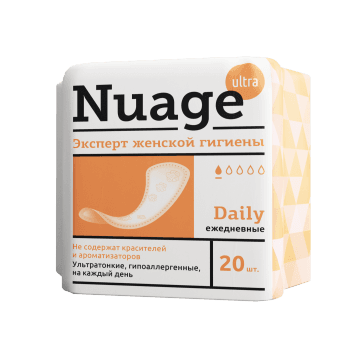 ultra
Nuage
Эксперт женской гигиены
Daily
ежедневные
Не содержат красителей
и ароматизаторов
Ультратонкие, гипоаллергенные,
на каждый день
20 шт.